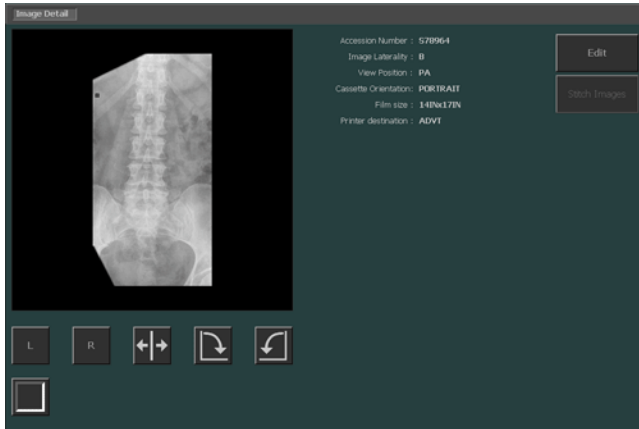 Image Detail
Accession Number : S78964
Image Laterality : B
View Position : PA
Cassette Orientation: PORTRAIT
Film size : 14INx17IN
Printer destination : ADVT
Edit
Stitch Images
L
R